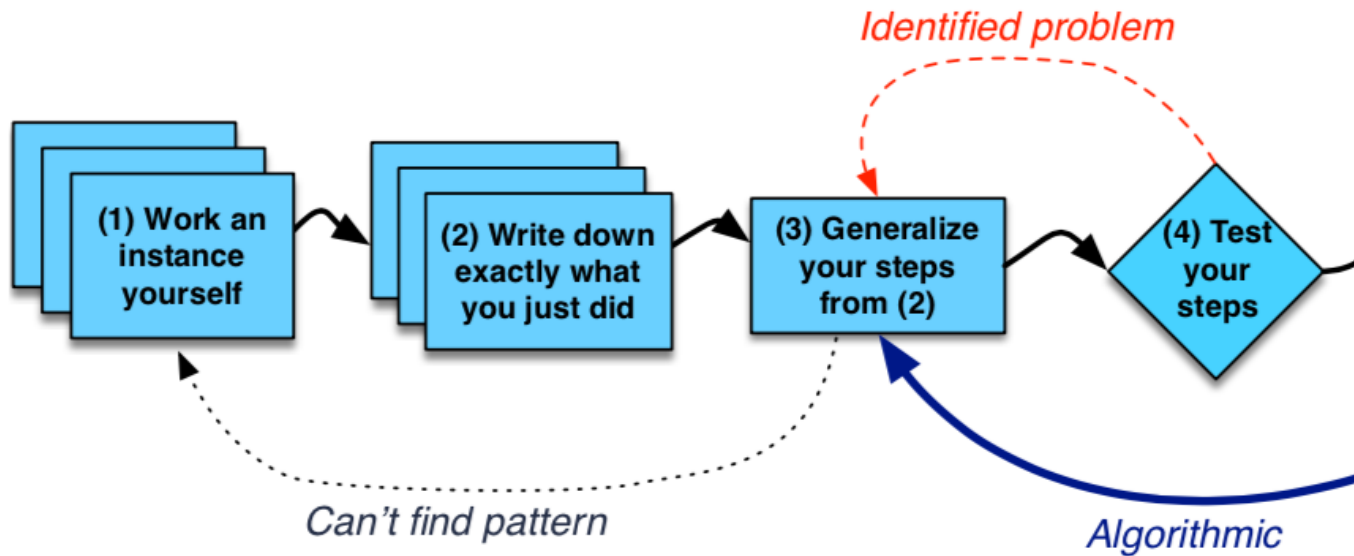 Identified problem
(1) Work an
instance
yourself
(2) Write down
exactly what
you just did
(3) Generalize
your steps
from (2)
(4) Test
your
steps
Can't find pattern
Algorithmic